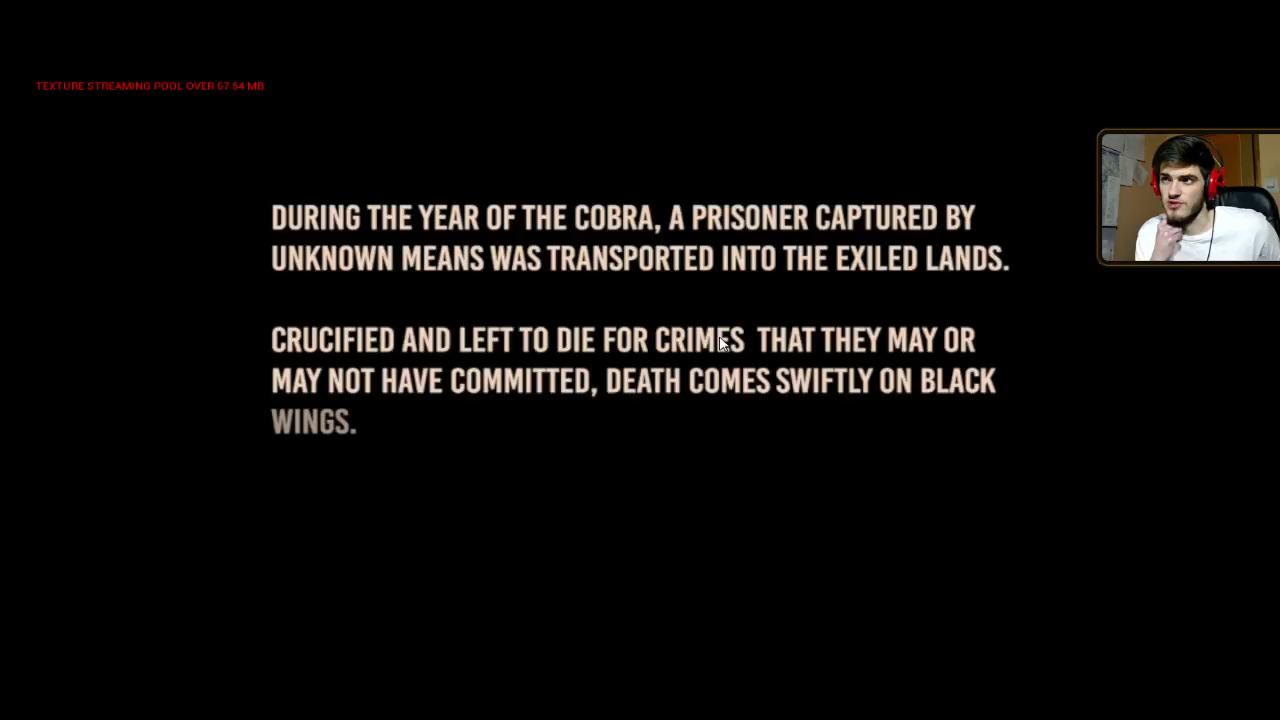 TEXTURE STREAMING POOL OVER 67.54 MB
DURING THE YEAR OF THE COBRA, A PRISONER CAPTURED BY
UNKNOWN MEANS WAS TRANSPORTED INTO THE EXILED LANDS.
CRUCIFIED AND LEFT TO DIE FOR CRIMES THAT THEY MAY OR
MAY NOT HAVE COMMITTED, DEATH COMES SWIFTLY ON BLACK
WINGS.